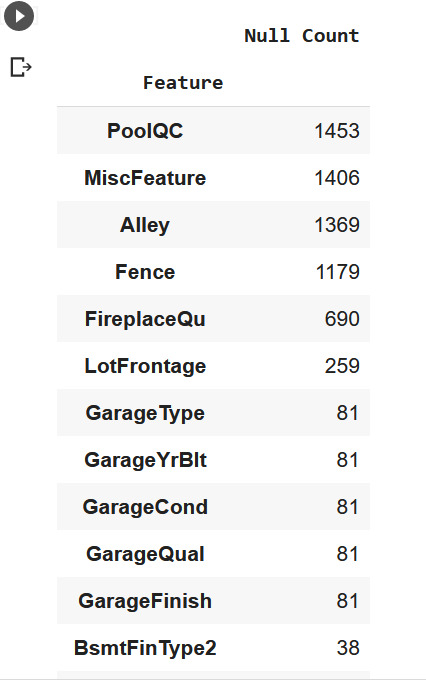 Null Count
Feature
PoolQC 1453
MiscFeature 1406
Alley 1369
Fence 1179
FireplaceQu 690
LotFrontage 259
GarageType 81
GarageYrBlt 81
GarageCond 81
GarageQual 81
GarageFinish 81
BsmtFinType2 38